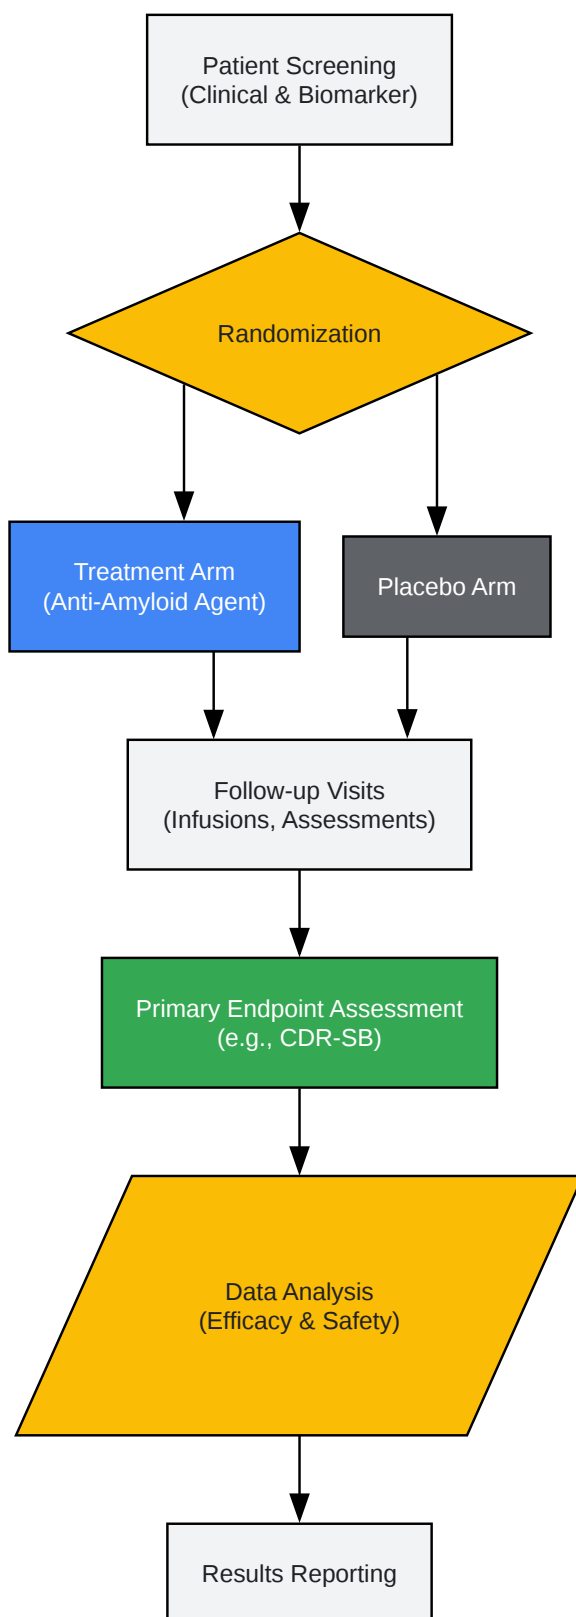 Patient Screening
(Clinical & Biomarker)
Randomization
Treatment Arm
(Anti-Amyloid Agent)
Placebo Arm
Follow-up Visits
(Infusions, Assessments)
Primary Endpoint Assessment
(e.g., CDR-SB)
Data Analysis
(Efficacy & Safety)
Results Reporting